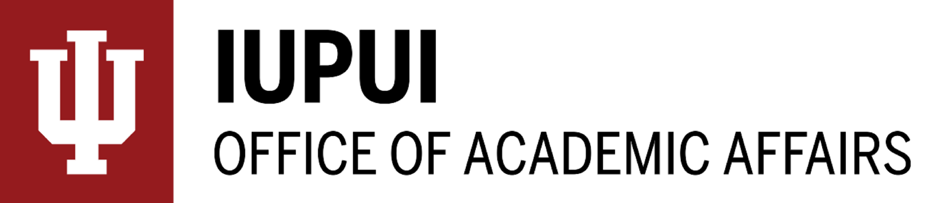 IUPUI
OFFICE OF ACADEMIC AFFAIRS